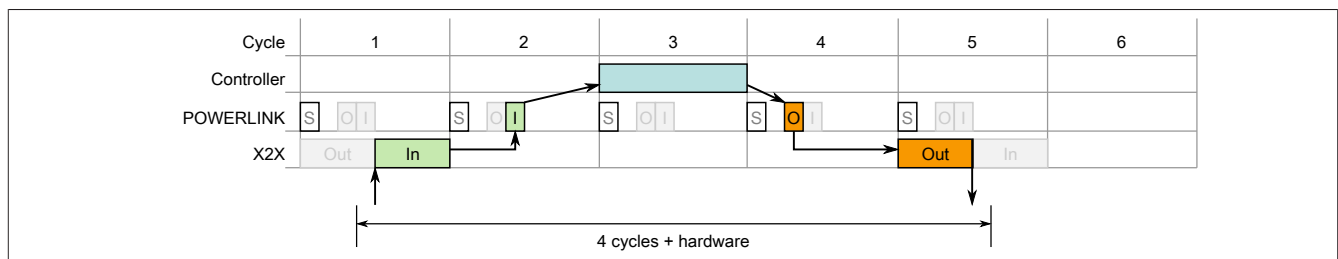 Cycle 1 2 3 4 5 6
Controller
POWERLINK S O I S O I S O I S O I S O I
X2X Out In Out In
4 cycles + hardware